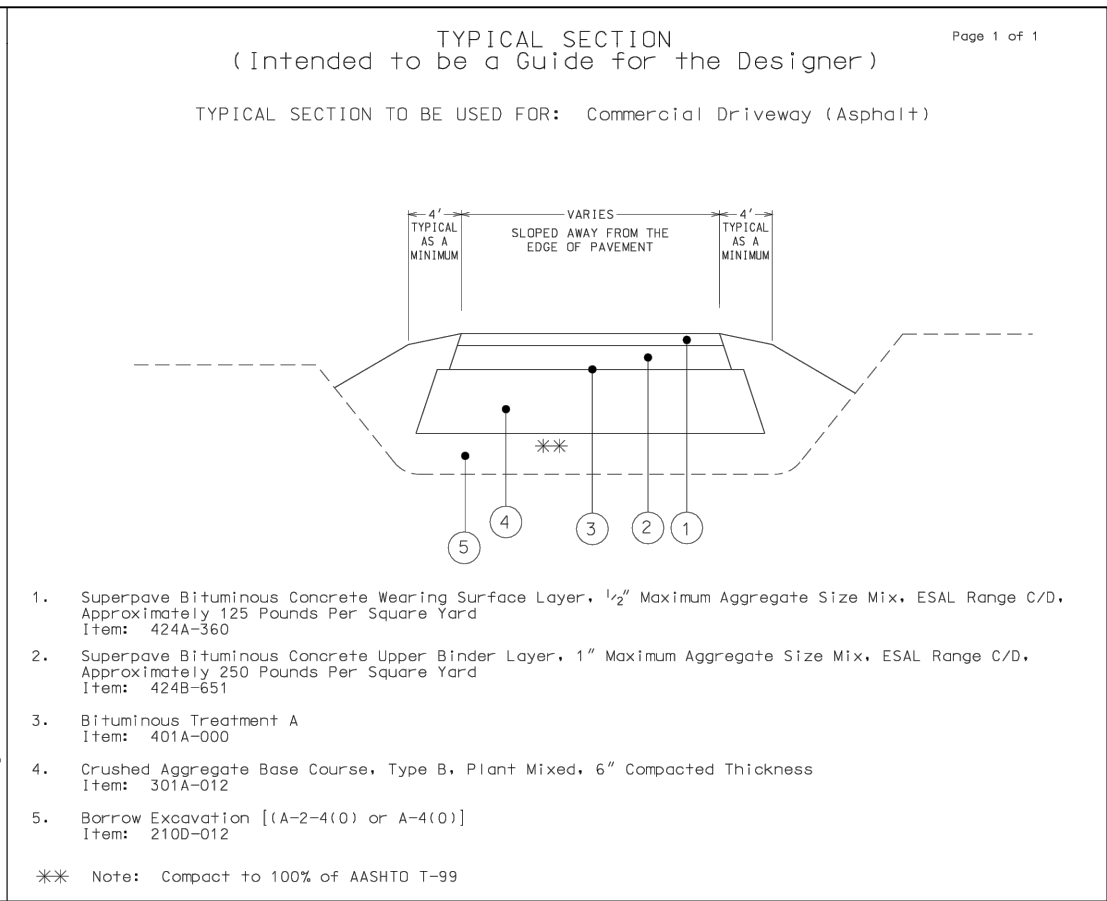 TYPICAL SECTION
Page 1 of 1
(Intended to be a Guide for the Designer)
TYPICAL SECTION TO BE USED FOR: Commercial Driveway (Asphalt)
4' VARIES 4'
TYPICAL
AS A
MINIMUM
SLOPED AWAY FROM THE
EDGE OF PAVEMENT
TYPICAL
AS A
MINIMUM
**
5 4 3 2 1
1. Superpave Bituminous Concrete Wearing Surface Layer, 1/2" Maximum Aggregate Size Mix, ESAL Range C/D,
Approximately 125 Pounds Per Square Yard
Item: 424A-360
2. Superpave Bituminous Concrete Upper Binder Layer, 1" Maximum Aggregate Size Mix, ESAL Range C/D,
Approximately 250 Pounds Per Square Yard
Item: 424B-651
3. Bituminous Treatment A
Item: 401A-000
4. Crushed Aggregate Base Course, Type B, Plant Mixed, 6" Compacted Thickness
Item: 301A-012
5. Borrow Excavation [(A-2-4(0) or A-4(0)]
Item: 210D-012
** Note: Compact to 100% of AASHTO T-99